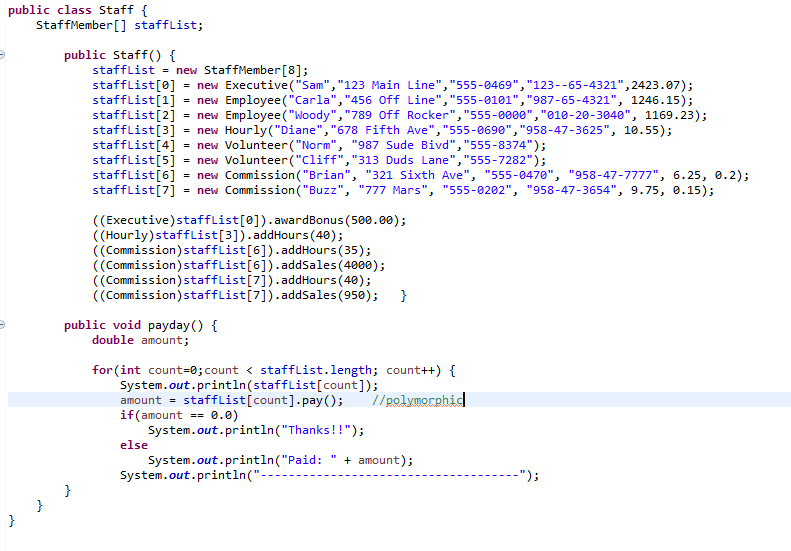 public class Staff {
StaffMember[] staffList;
public Staff() {
staffList = new StaffMember[8];
staffList[0] = new Executive("Sam","123 Main Line","555-0469","123--65-4321",2423.07);
staffList[1] = new Employee("Carla","456 Off Line","555-0101","987-65-4321", 1246.15);
staffList[2] = new Employee("Woody","789 Off Rocker","555-0000","010-20-3040", 1169.23);
staffList[3] = new Hourly("Diane","678 Fifth Ave","555-0690","958-47-3625", 10.55);
staffList[4] = new Volunteer("Norm", "987 Sude Bivd","555-8374");
staffList[5] = new Volunteer("Cliff","313 Duds Lane","555-7282");
staffList[6] = new Commission("Brian", "321 Sixth Ave", "555-0470", "958-47-7777", 6.25, 0.2);
staffList[7] = new Commission("Buzz", "777 Mars", "555-0202", "958-47-3654", 9.75, 0.15);
((Executive)staffList[0]).awardBonus(500.00);
((Hourly)staffList[3]).addHours(40);
((Commission)staffList[6]).addHours(35);
((Commission)staffList[6]).addSales(4000);
((Commission)staffList[7]).addHours(40);
((Commission)staffList[7]).addSales(950);   }
public void payday() {
double amount;
for(int count=0;count < staffList.length; count++) {
System.out.println(staffList[count]);
amount = staffList[count].pay();    //polymorphic
if(amount == 0.0)
System.out.println("Thanks!!");
else
System.out.println("Paid: " + amount);
System.out.println("-------------------------------------");
}
}
}